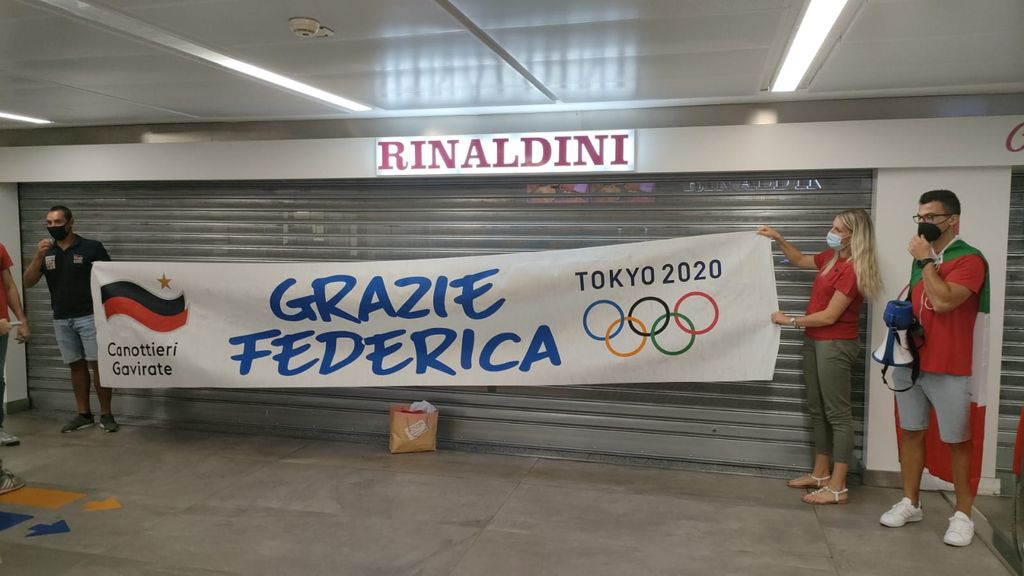 RINALDINI
GRAZIE
FEDERICA
TOKYO 2020
Canottieri
Gavirate